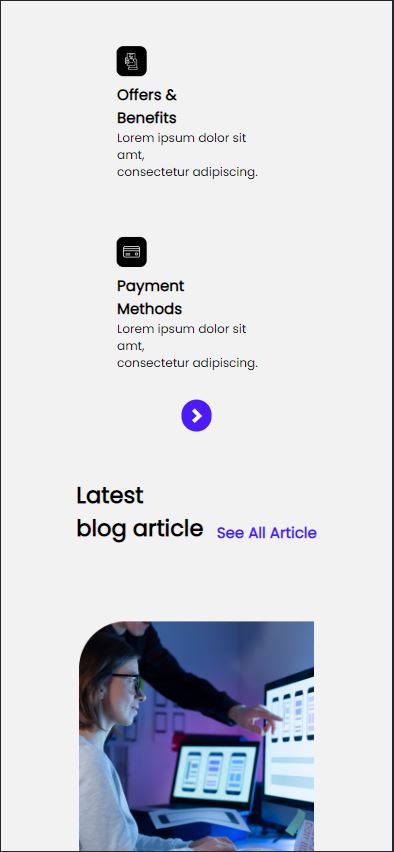 Offers &
Benefits
Lorem ipsum dolor sit
amt,
consectetur adipiscing.
Payment
Methods
Lorem ipsum dolor sit
amt,
consectetur adipiscing.
Latest
blog article
See All Article